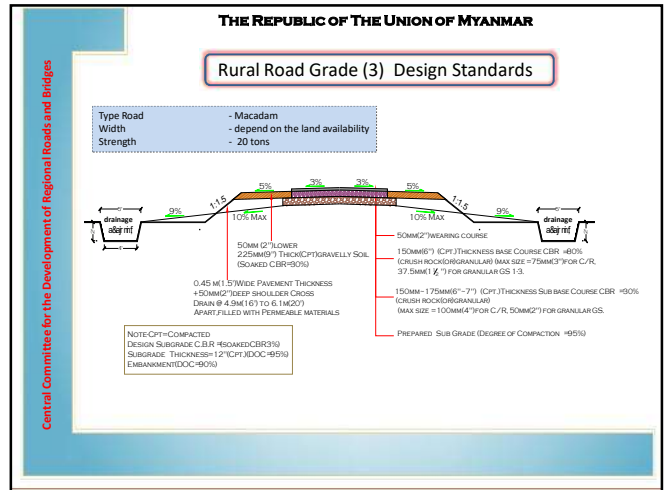 THE REPUBLIC OF THE UNION OF MYANMAR
Central Committee for the Development of Regional Roads and Bridges
Rural Road Grade (3) Design Standards
Type Road - Macadam
Width - depend on the land availability
Strength - 20 tons
9%
1:1.5
5%
3%
3%
5%
1:1.5
9%
10% MAX
10% MAX
drainage
drainage
50MM (2")LOWER
225MM(9") THICK(CPT)GRAVELLY SOIL
(SOAKED CBR=30%)
0.45 M(1.5')WIDE PAVEMENT THICKNESS
+50MM(2")DEEP SHOULDER CROSS
DRAIN @ 4.9M(16') TO 6.1M(20')
APART,FILLED WITH PERMEABLE MATERIALS
50MM(2")WEARING COURSE
150MM(6") (CPT.)THICKNESS BASE COURSE CBR =80%
(CRUSH ROCK(OR)GRANULAR) (MAX SIZE =75MM(3")FOR C/R,
37.5MM(1 ½ ") FOR GRANULAR GS 1-3.
150MM-175MM(6"-7") (CPT.)THICKNESS SUB BASE COURSE CBR =30%
(CRUSH ROCK(OR)GRANULAR)
(MAX SIZE =100MM(4")FOR C/R, 50MM(2") FOR GRANULAR GS.
PREPARED SUB GRADE (DEGREE OF COMPACTION =95%)
NOTE:CPT=COMPACTED
DESIGN SUBGRADE C.B.R =(SOAKEDCBR3%)
SUBGRADE THICKNESS=12"(CPT.)(DOC=95%)
EMBANKMENT(DOC=90%)